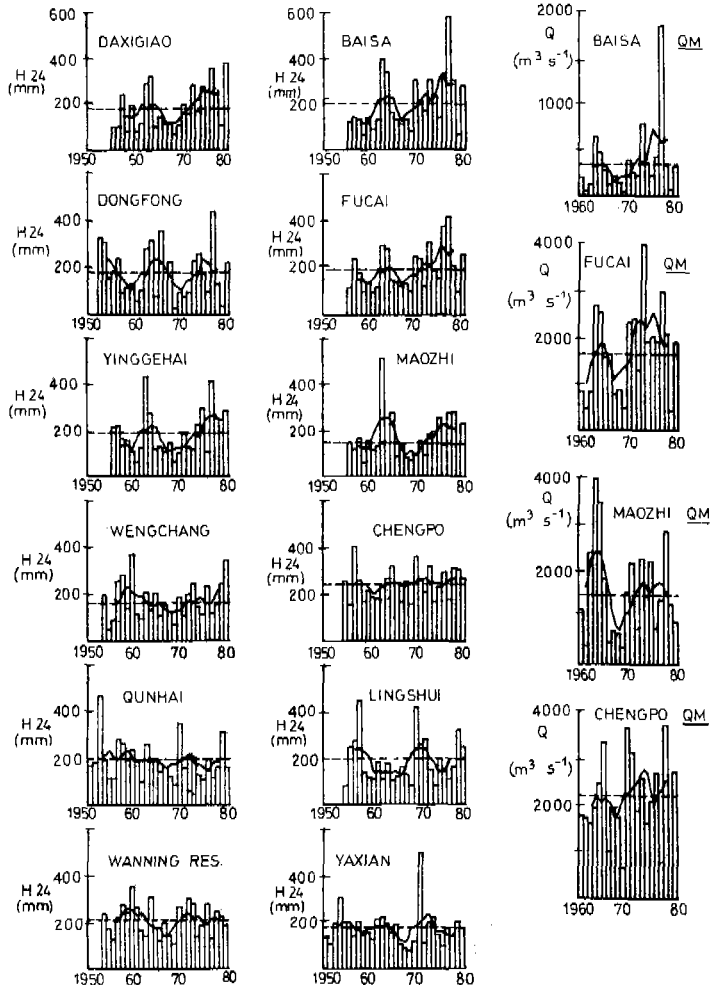 DAXIGIAO
H 24
(mm)
600
400
200
1950 60 70 80
BAISA
H 24
(mm)
600
400
200
1950 60 70 80
BAISA QM
Q
(m³ s⁻¹)
2000
1000
1960 70 80
DONGFONG
H 24
(mm)
400
200
1950 60 70 80
FUCAI
H 24
(mm)
400
200
1950 60 70 80
FUCAI QM
Q
(m³ s⁻¹)
4000
2000
1960 70 80
YINGGEHAI
H 24
(mm)
400
200
1950 60 70 80
MAOZHI
H 24
(mm)
400
200
1950 60 70 80
MAOZHI QM
Q
(m³ s⁻¹)
4000
2000
1960 70 80
WENGCHANG
H 24
(mm)
400
200
1950 60 70 80
CHENGPO
H 24
(mm)
400
200
1950 60 70 80
CHENGPO QM
Q
(m³ s⁻¹)
4000
2000
1960 70 80
QUNHAI
H 24
(mm)
400
200
1950 60 70 80
LINGSHUI
H 24
(mm)
400
200
1950 60 70 80
WANNING RES.
H 24
(mm)
400
200
1950 60 70 80
YAXIAN
H 24
(mm)
400
200
1950 60 70 80